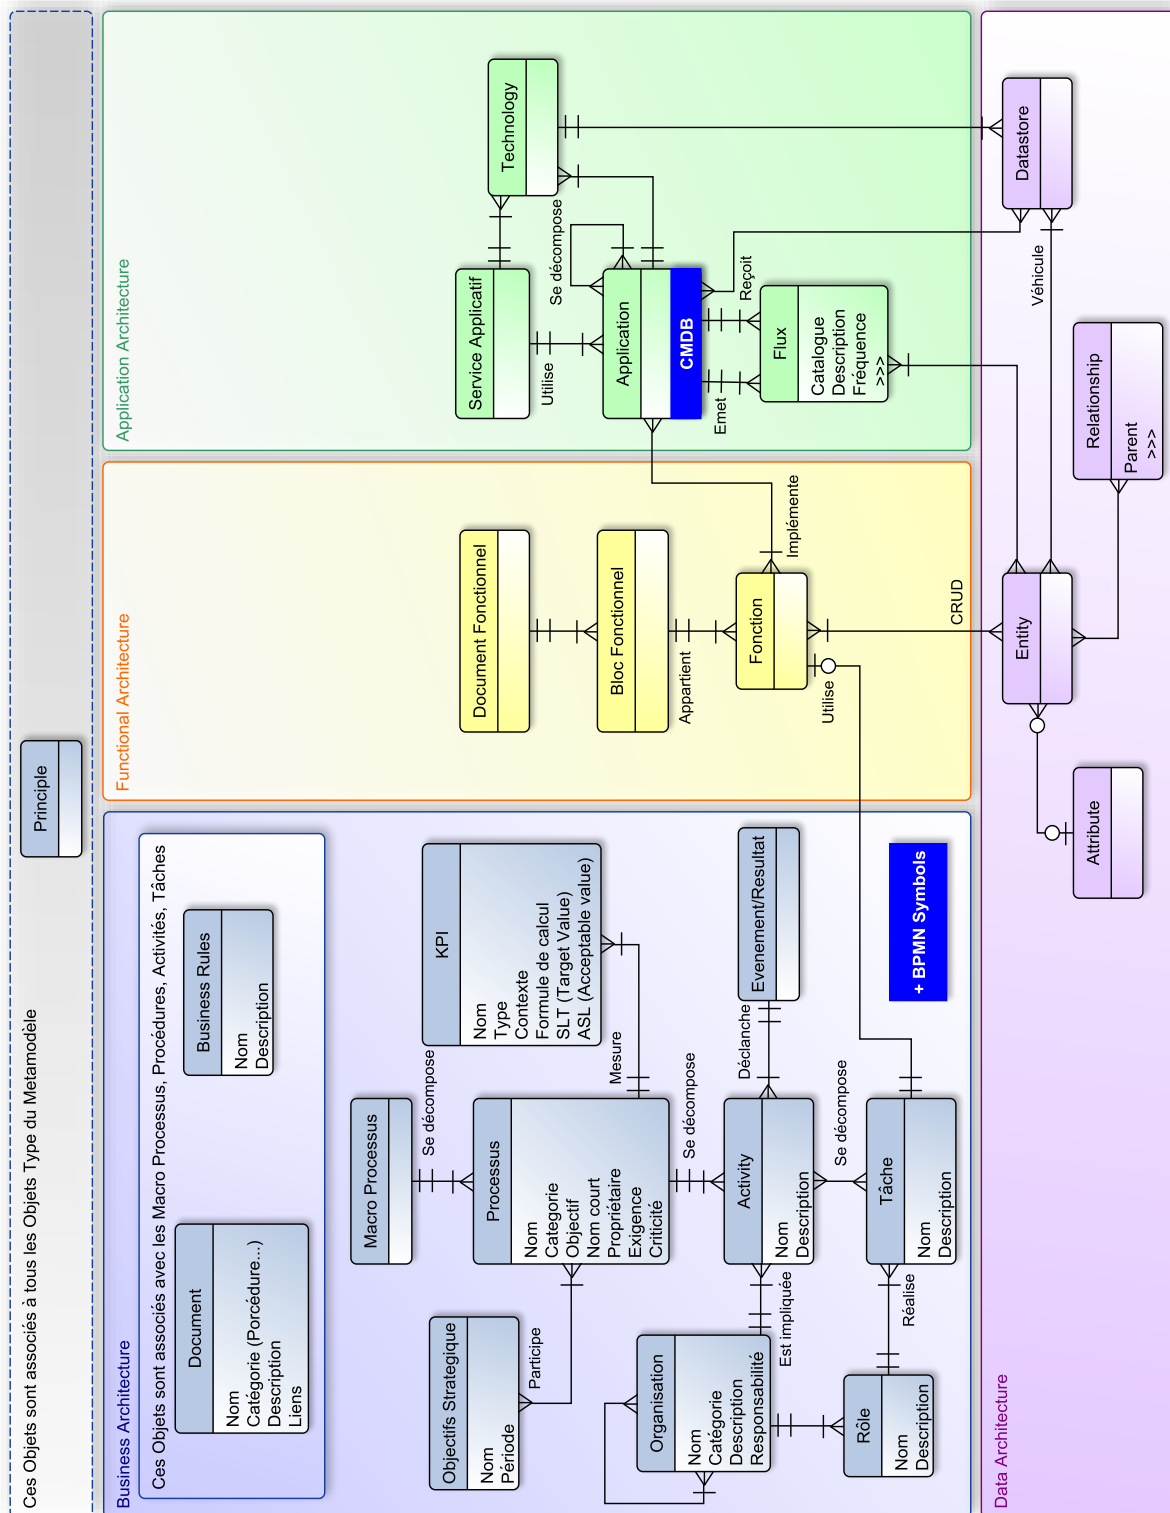 Ces Objets sont associés à tous les Objets Type du Metamodèle
Principle
Business Architecture
Ces Objets sont associés avec les Macro Processus, Procédures, Activités, Tâches
Document
Nom
Catégorie (Porcédure...)
Description
Liens
Business Rules
Nom
Description
Macro Processus
Se décompose
KPI
Nom
Type
Contexte
Formule de calcul
SLT (Target Value)
ASL (Acceptable value)
Objectifs Strategique
Nom
Période
Participe
Processus
Nom
Categorie
Objectif
Nom court
Propriétaire
Exigence
Criticité
Mesure
Se décompose
Organisation
Nom
Catégorie
Description
Responsabilité
Est impliquée
Activity
Nom
Description
Déclanche
Evenement/Resultat
Se décompose
Rôle
Nom
Description
Réalise
Tâche
Nom
Description
+ BPMN Symbols
Functional Architecture
Document Fonctionnel
Bloc Fonctionnel
Appartient
Fonction
Implémente
Utilise
CRUD
Application Architecture
Service Applicatif
Technology
Utilise
Se décompose
Application
CMDB
Emet
Reçoit
Flux
Catalogue
Description
Fréquence
>>>
Data Architecture
Attribute
Entity
Véhicule
Datastore
Relationship
Parent
>>>